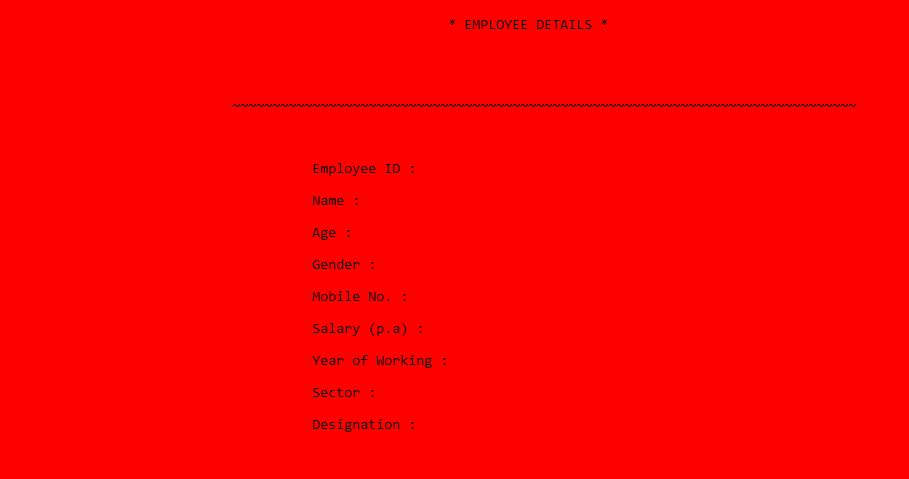 * EMPLOYEE DETAILS *
~~~~~~~~~~~~~~~~~~~~~~~~~~~~~~~~~~~~~~~~~~~~~~~~~~~~~~~~~~~~~~~~~~~~~~~~~~~~~~
Employee ID :
Name :
Age :
Gender :
Mobile No. :
Salary (p.a) :
Year of Working :
Sector :
Designation :